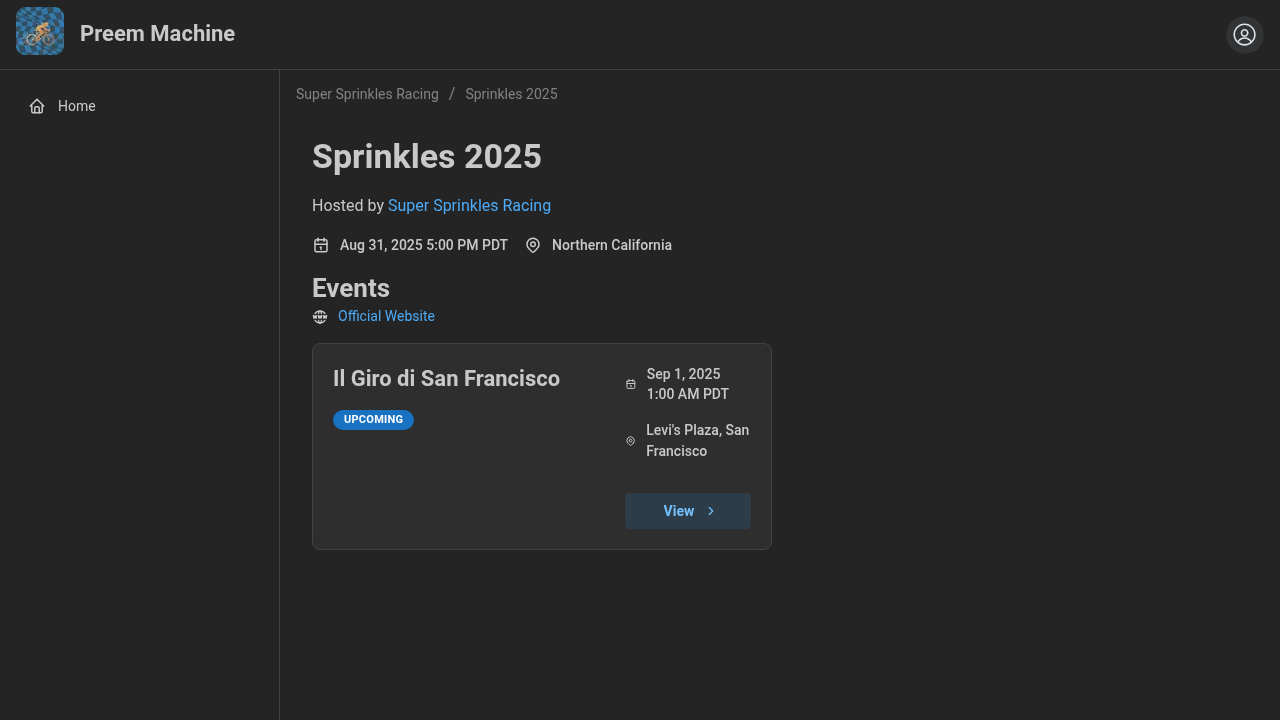 Preem Machine
Home
Super Sprinkles Racing / Sprinkles 2025
Sprinkles 2025
Hosted by Super Sprinkles Racing
Aug 31, 2025 5:00 PM PDT
Northern California
Events
Official Website
Il Giro di San Francisco
UPCOMING
Sep 1, 2025
1:00 AM PDT
Levi's Plaza, San
Francisco
View